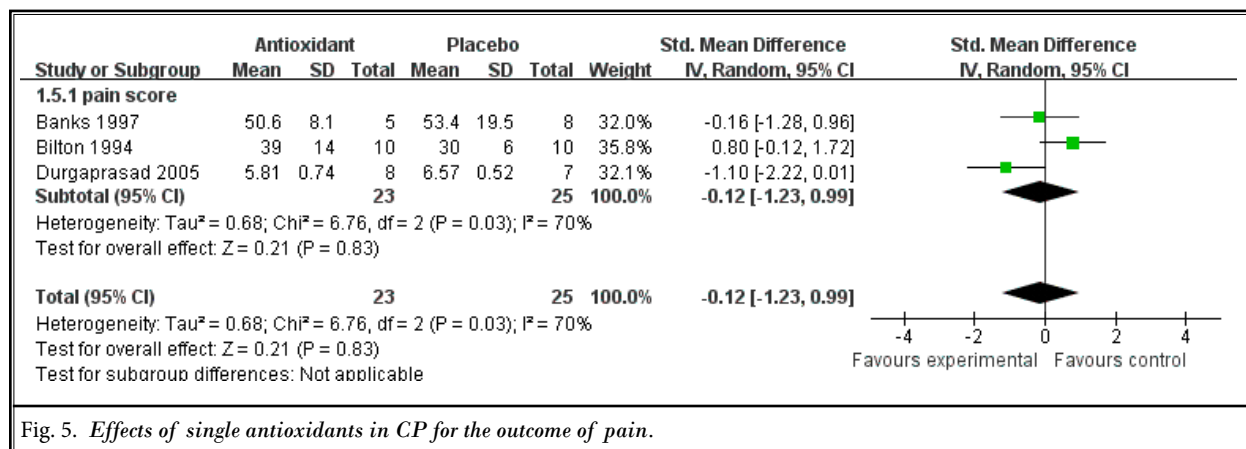 Antioxidant Placebo Std. Mean Difference Std. Mean Difference
Study or Subgroup Mean SD Total Mean SD Total Weight IV, Random, 95% CI IV, Random, 95% CI
1.5.1 pain score
Banks 1997 50.6 8.1 5 53.4 19.5 8 32.0% -0.16 [-1.28, 0.96]
Bilton 1994 39 14 10 30 6 10 35.8% 0.80 [-0.12, 1.72]
Durgaprasad 2005 5.81 0.74 8 6.57 0.52 7 32.1% -1.10 [-2.22, 0.01]
Subtotal (95% CI) 23 25 100.0% -0.12 [-1.23, 0.99]
Heterogeneity: Tau² = 0.68; Chi² = 6.76, df = 2 (P = 0.03); I² = 70%
Test for overall effect: Z = 0.21 (P = 0.83)
Total (95% CI) 23 25 100.0% -0.12 [-1.23, 0.99]
Heterogeneity: Tau² = 0.68; Chi² = 6.76, df = 2 (P = 0.03); I² = 70%
Test for overall effect: Z = 0.21 (P = 0.83)
Test for subgroup differences: Not applicable
-4 -2 0 2 4
Favours experimental Favours control
Fig. 5. Effects of single antioxidants in CP for the outcome of pain.